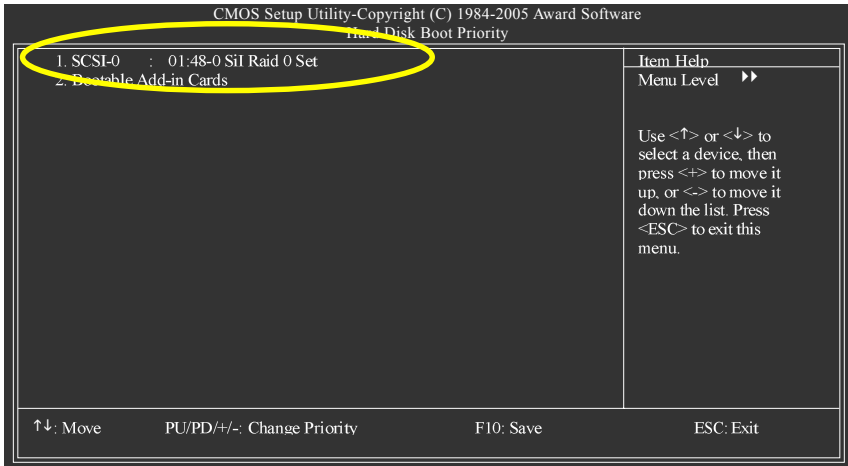 CMOS Setup Utility-Copyright (C) 1984-2005 Award Software
Hard Disk Boot Priority
1. SCSI-0 : 01:48-0 SiI Raid 0 Set
2. Bootable Add-in Cards
Item Help
Menu Level ▸▸
Use <↑> or <↓> to
select a device, then
press <+> to move it
up, or <-> to move it
down the list. Press
<ESC> to exit this
menu.
↑↓: Move PU/PD/+/-: Change Priority F10: Save ESC: Exit